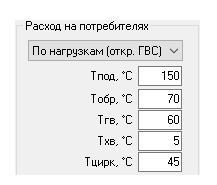 Расход на потребителях
По нагрузкам (откр. ГВС)
Тпод, °C 150
Тобр, °C 70
Тгв, °C 60
Тхв, °C 5
Тцирк, °C 45